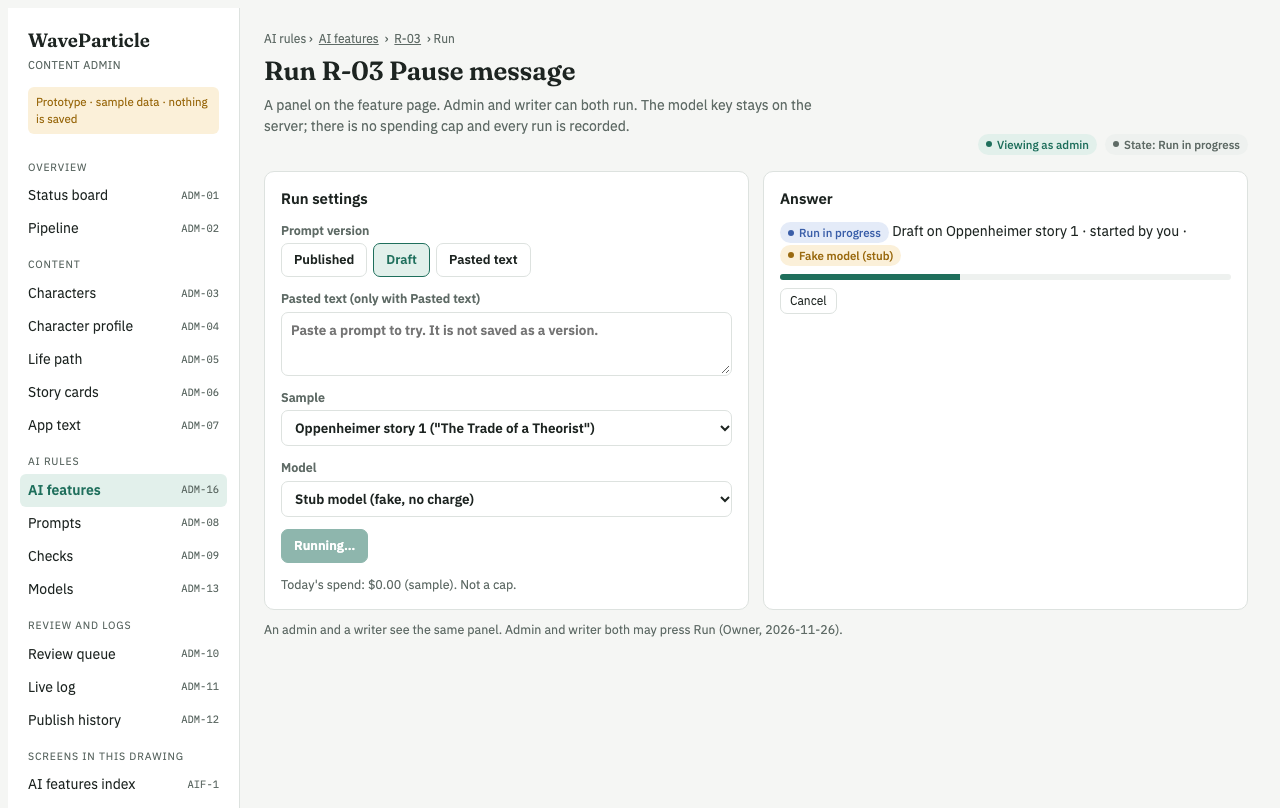 WaveParticle
CONTENT ADMIN
Prototype · sample data · nothing
is saved
OVERVIEW
Status board ADM-01
Pipeline ADM-02
CONTENT
Characters ADM-03
Character profile ADM-04
Life path ADM-05
Story cards ADM-06
App text ADM-07
AI RULES
AI features ADM-16
Prompts ADM-08
Checks ADM-09
Models ADM-13
REVIEW AND LOGS
Review queue ADM-10
Live log ADM-11
Publish history ADM-12
SCREENS IN THIS DRAWING
AI features index AIF-1
AI rules › AI features › R-03 › Run
Run R-03 Pause message
A panel on the feature page. Admin and writer can both run. The model key stays on the
server; there is no spending cap and every run is recorded.
Viewing as admin State: Run in progress
Run settings
Prompt version
Published Draft Pasted text
Pasted text (only with Pasted text)
Paste a prompt to try. It is not saved as a version.
Sample
Oppenheimer story 1 ("The Trade of a Theorist")
Model
Stub model (fake, no charge)
Running...
Today's spend: $0.00 (sample). Not a cap.
Answer
Run in progress Draft on Oppenheimer story 1 · started by you ·
Fake model (stub)
Cancel
An admin and a writer see the same panel. Admin and writer both may press Run (Owner, 2026-11-26).